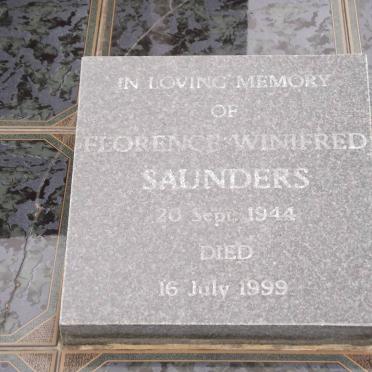 IN LOVING MEMORY
OF
FLORENCE WINIFRED
SAUNDERS
20 Sept. 1944
DIED
16 July 1999